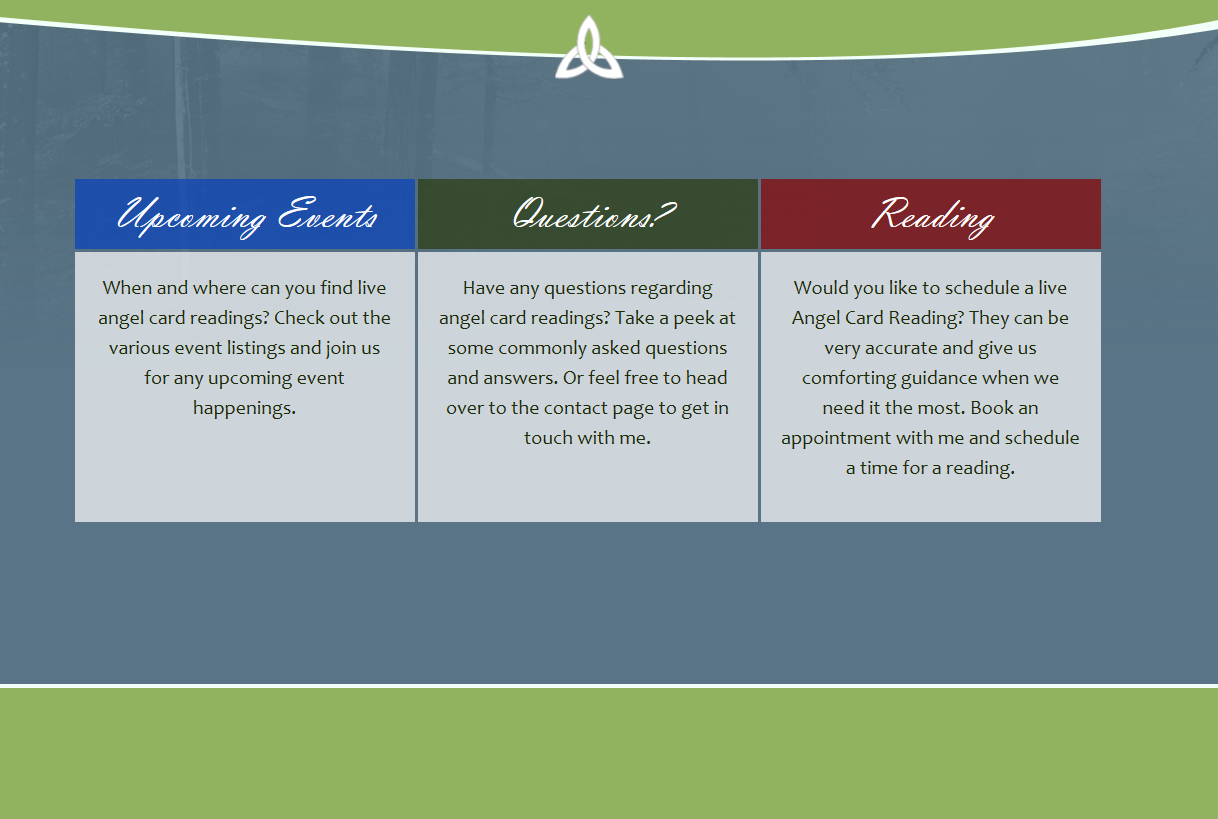 Upcoming Events
When and where can you find live
angel card readings? Check out the
various event listings and join us
for any upcoming event
happenings.
Questions?
Have any questions regarding
angel card readings? Take a peek at
some commonly asked questions
and answers. Or feel free to head
over to the contact page to get in
touch with me.
Reading
Would you like to schedule a live
Angel Card Reading? They can be
very accurate and give us
comforting guidance when we
need it the most. Book an
appointment with me and schedule
a time for a reading.